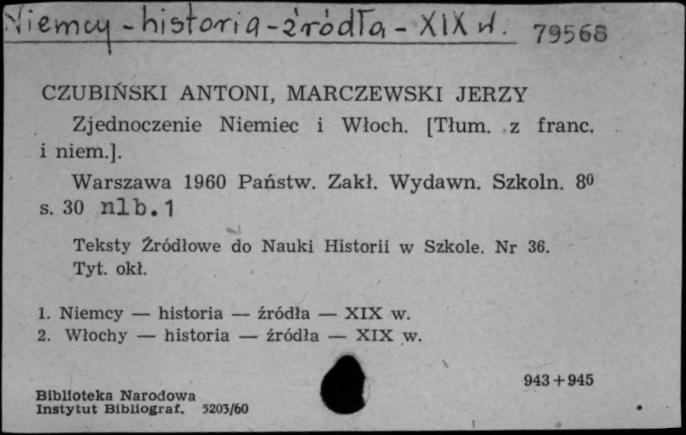 Niemcy - historia - źródła - XIX w. 79568
CZUBIŃSKI ANTONI, MARCZEWSKI JERZY
Zjednoczenie Niemiec i Włoch. [Tłum. z franc.
i niem.].
Warszawa 1960 Państw. Zakł. Wydawn. Szkoln. 8⁰
s. 30 nlb. 1
Teksty Źródłowe do Nauki Historii w Szkole. Nr 36.
Tyt. okł.
1. Niemcy — historia — źródła — XIX w.
2. Włochy — historia — źródła — XIX w.
943 + 945
Biblioteka Narodowa
Instytut Bibliograf. 5203/60